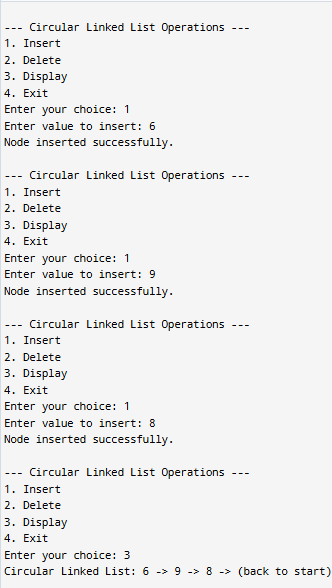 --- Circular Linked List Operations ---
1. Insert
2. Delete
3. Display
4. Exit
Enter your choice: 1
Enter value to insert: 6
Node inserted successfully.
--- Circular Linked List Operations ---
1. Insert
2. Delete
3. Display
4. Exit
Enter your choice: 1
Enter value to insert: 9
Node inserted successfully.
--- Circular Linked List Operations ---
1. Insert
2. Delete
3. Display
4. Exit
Enter your choice: 1
Enter value to insert: 8
Node inserted successfully.
--- Circular Linked List Operations ---
1. Insert
2. Delete
3. Display
4. Exit
Enter your choice: 3
Circular Linked List: 6 -> 9 -> 8 -> (back to start)